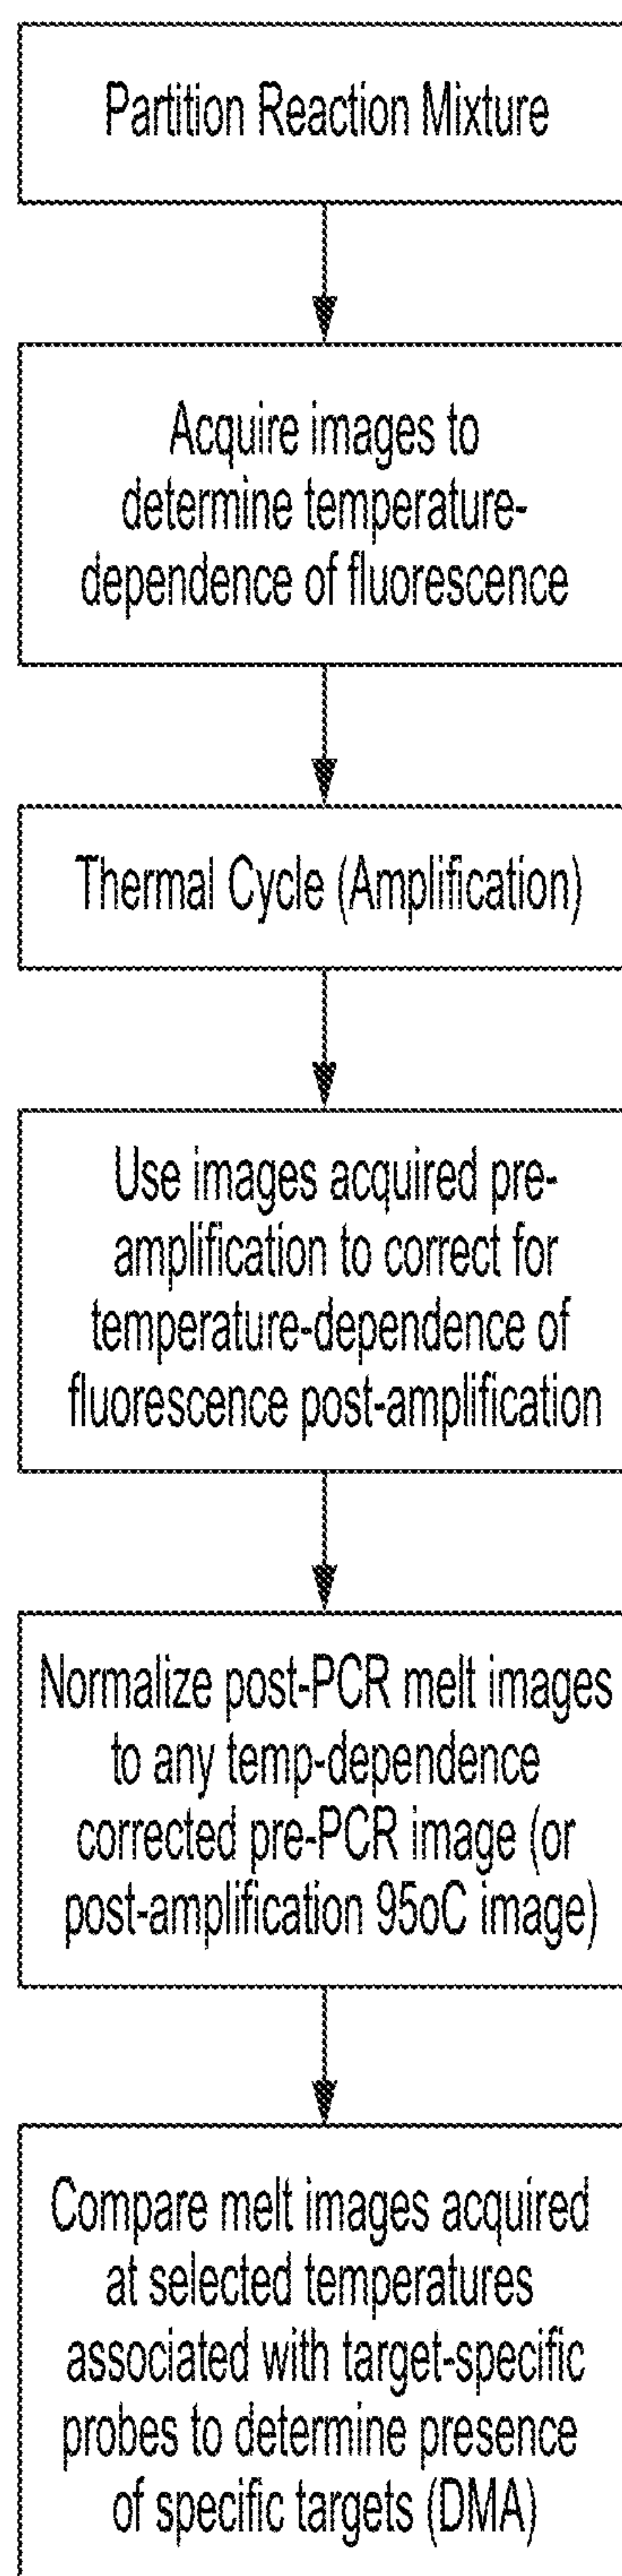 Partition Reaction Mixture
Acquire images to
determine temperature-
dependence of fluorescence
Thermal Cycle (Amplification)
Use images acquired pre-
amplification to correct for
temperature-dependence of
fluorescence post-amplification
Normalize post-PCR melt images
to any temp-dependence
corrected pre-PCR image (or
post-amplification 95oC image)
Compare melt images acquired
at selected temperatures
associated with target-specific
probes to determine presence
of specific targets (DMA)